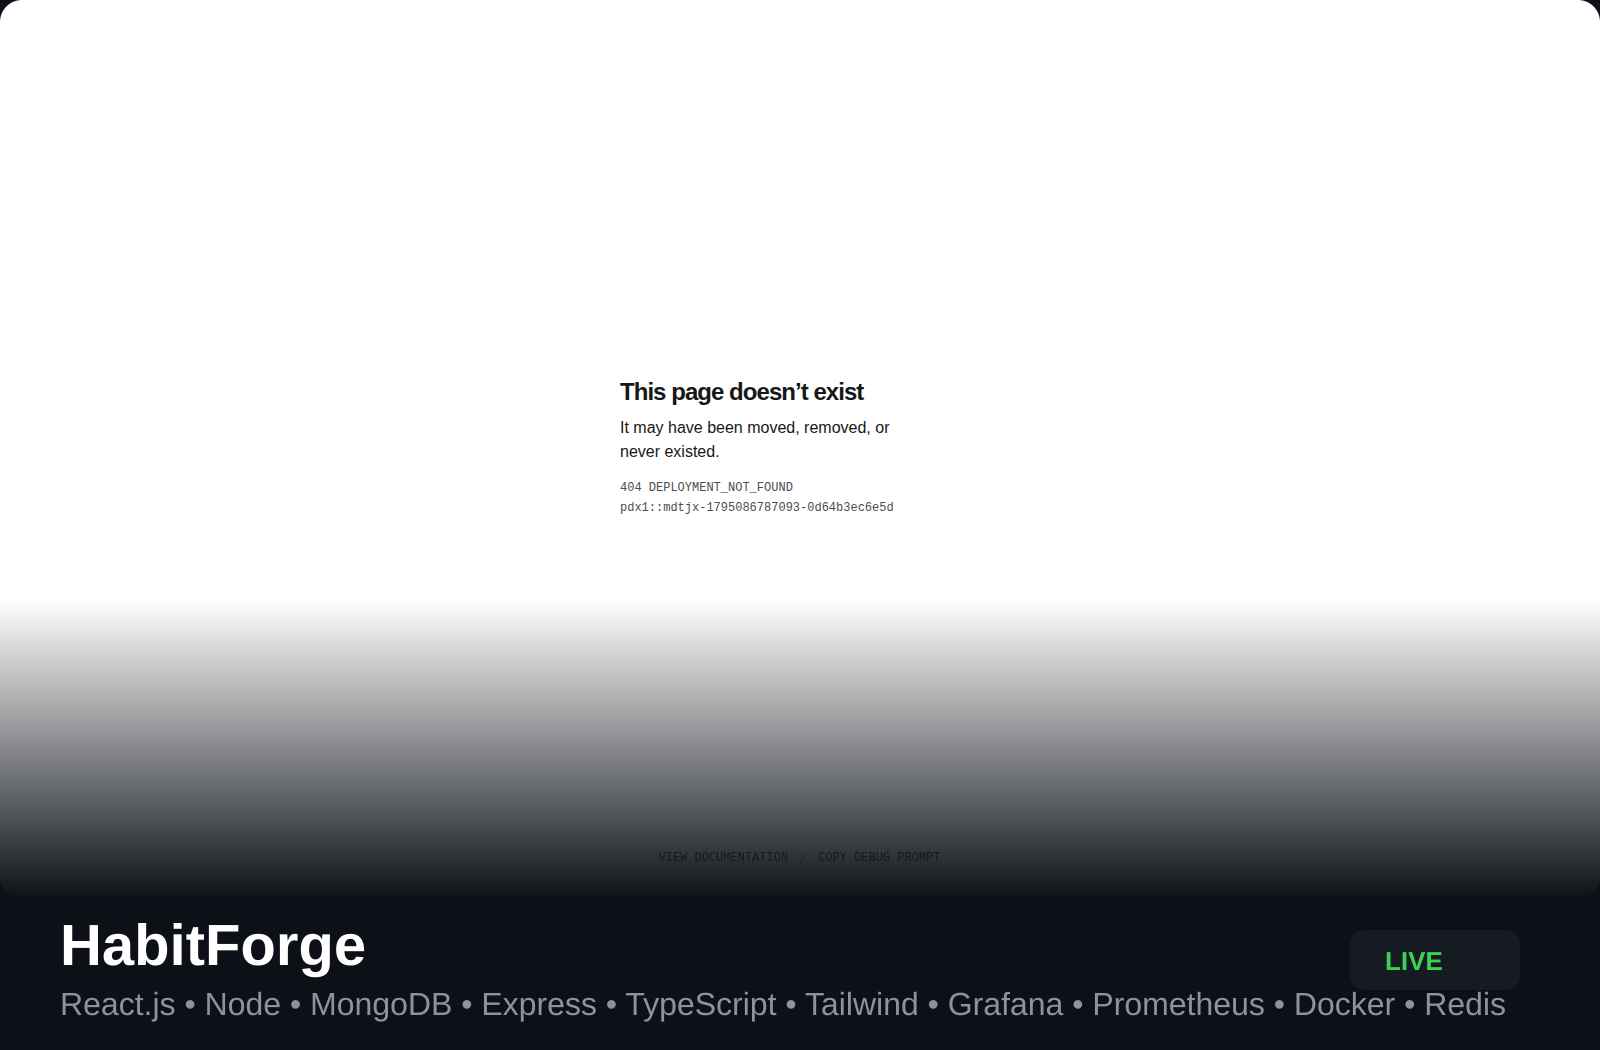 This page doesn’t exist
It may have been moved, removed, or
never existed.
404 DEPLOYMENT_NOT_FOUND
pdx1::mdtjx-1795086787093-0d64b3ec6e5d
VIEW DOCUMENTATION / COPY DEBUG PROMPT
HabitForge
LIVE
React.js • Node • MongoDB • Express • TypeScript • Tailwind • Grafana • Prometheus • Docker • Redis